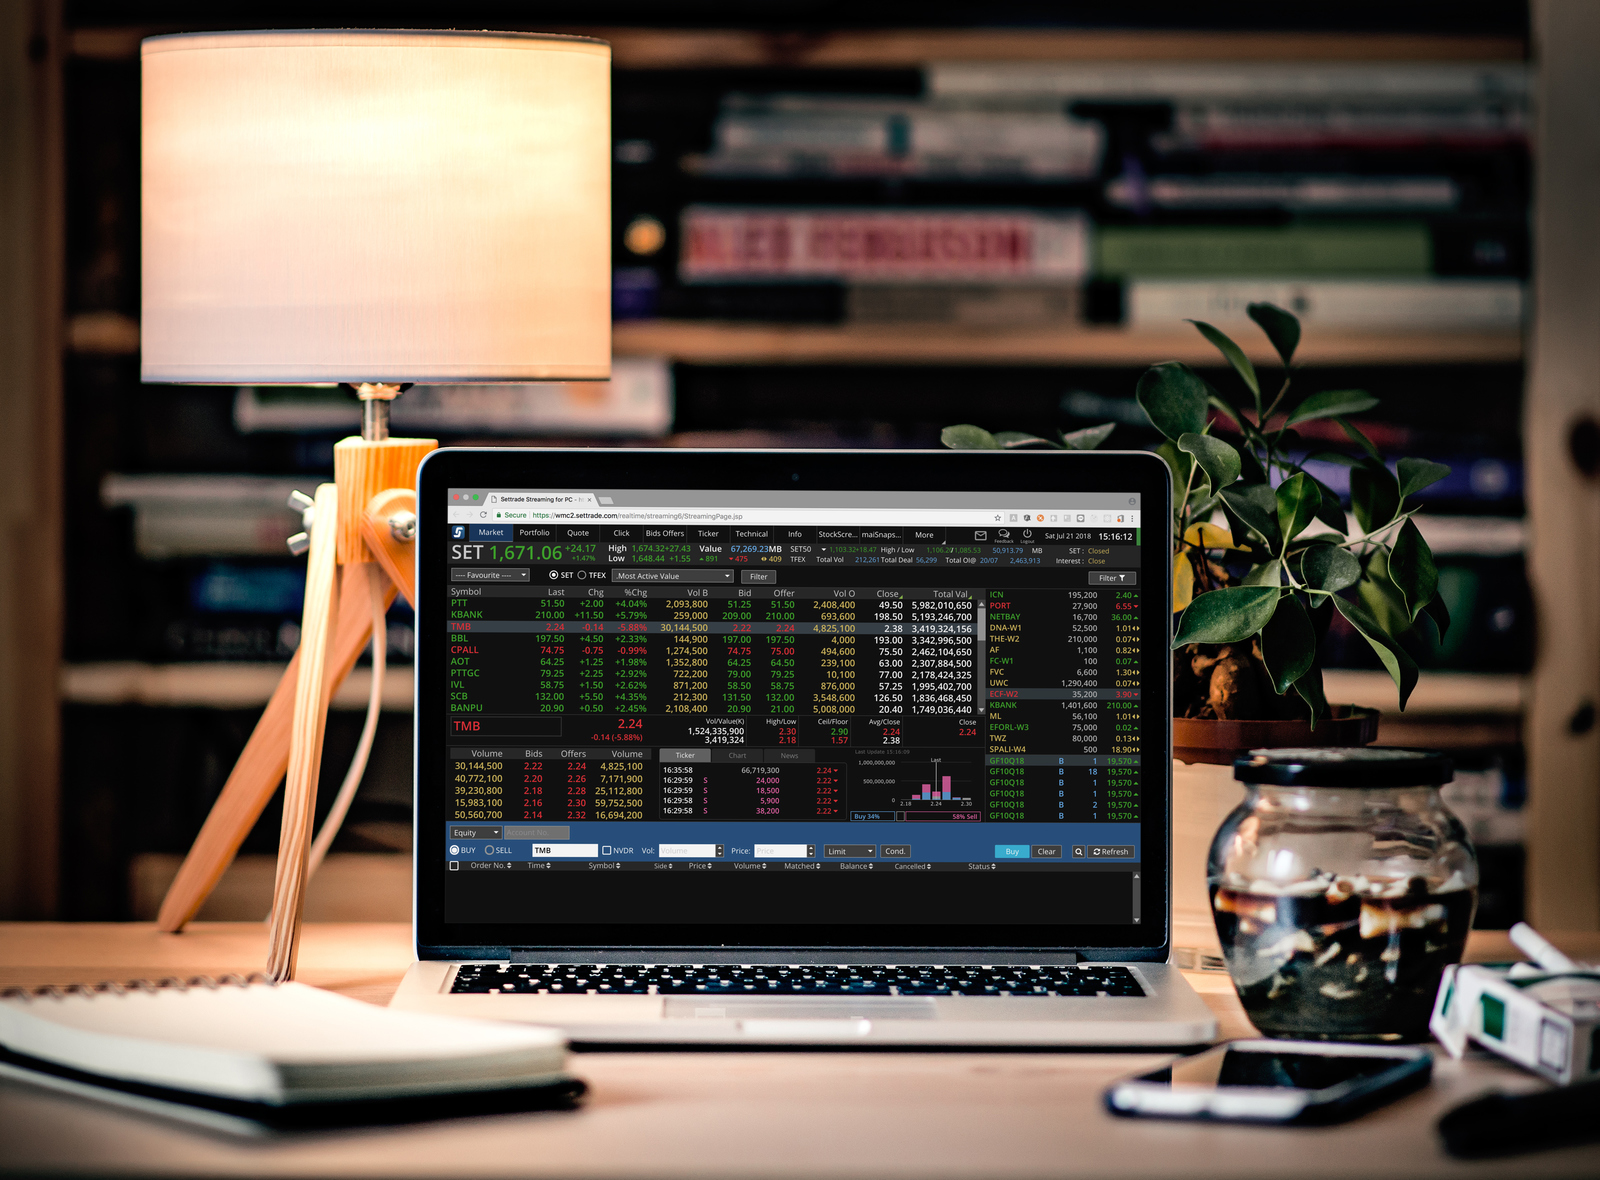 ALEX FERGUSON
Settrade Streaming for PC -
Secure https://wmc2.settrade.com/realtime/streaming6/StreamingPage.jsp
Market Portfolio Quote Click Bids Offers Ticker Technical Info StockScre... maiSnaps... More Feedback Logout Sat Jul 21 2018 15:16:12
SET 1,671.06 +24.17 High 1,674.32 +27.43 Value 67,269.23 MB SET50 1,103.32 +18.47 High / Low 1,106.24 1,085.53 50,913.79 MB SET : Closed
+1.47% Low 1,648.44 +1.55 891 475 409 TFEX Total Vol 212,261 Total Deal 56,299 Total OI@ 20/07 2,463,913 Interest : Close
---- Favourite ---- SET TFEX .Most Active Value Filter Filter
Symbol Last Chg %Chg Vol B Bid Offer Vol O Close Total Val
PTT 51.50 +2.00 +4.04% 2,093,800 51.25 51.50 2,408,400 49.50 5,982,010,650
KBANK 210.00 +11.50 +5.79% 259,000 209.00 210.00 693,600 198.50 5,193,246,700
TMB 2.24 -0.14 -5.88% 30,144,500 2.22 2.24 4,825,100 2.38 3,419,324,156
BBL 197.50 +4.50 +2.33% 144,900 197.00 197.50 4,000 193.00 3,342,996,500
CPALL 74.75 -0.75 -0.99% 1,274,500 74.75 75.00 494,600 75.50 2,462,104,650
AOT 64.25 +1.25 +1.98% 1,352,800 64.25 64.50 239,100 63.00 2,307,884,500
PTTGC 79.25 +2.25 +2.92% 722,200 79.00 79.25 10,100 77.00 2,178,424,325
IVL 58.75 +1.50 +2.62% 871,200 58.50 58.75 876,000 57.25 1,995,402,700
SCB 132.00 +5.50 +4.35% 212,300 131.50 132.00 3,548,600 126.50 1,836,468,450
BANPU 20.90 +0.50 +2.45% 2,108,400 20.90 21.00 5,008,000 20.40 1,749,036,440
TMB 2.24 Vol/Value(K) High/Low Ceil/Floor Avg/Close Close
1,524,335,900 2.30 2.90 2.24 2.24
-0.14 (-5.88%) 3,419,324 2.18 1.57 2.38
Volume Bids Offers Volume
30,144,500 2.22 2.24 4,825,100
40,772,100 2.20 2.26 7,171,900
39,230,800 2.18 2.28 25,112,800
15,983,100 2.16 2.30 59,752,500
50,560,700 2.14 2.32 16,694,200
Ticker Chart News
16:35:58 66,719,300 2.24
16:29:59 S 24,000 2.22
16:29:59 S 18,500 2.22
16:29:58 S 5,900 2.22
16:29:58 S 38,200 2.22
Last Update 15:16:09
Last
1,000,000,000
500,000,000
0
2.18 2.24 2.30
Buy 34% 58% Sell
ICN 195,200 2.40
PORT 27,900 6.55
NETBAY 16,700 36.00
DNA-W1 52,500 1.01
THE-W2 210,000 0.07
AF 1,100 0.82
FC-W1 100 0.07
FVC 6,600 1.30
UWC 1,290,400 0.07
ECF-W2 35,200 3.90
KBANK 1,401,600 210.00
ML 56,100 1.01
EFORL-W3 75,000 0.02
TWZ 80,000 0.13
SPALI-W4 500 18.90
GF10Q18 B 1 19,570
GF10Q18 B 18 19,570
GF10Q18 B 1 19,570
GF10Q18 B 1 19,570
GF10Q18 B 2 19,570
GF10Q18 B 1 19,570
Equity Account No.
BUY SELL TMB NVDR Vol: Volume Price: Price Limit Cond. Buy Clear Refresh
Order No. Time Symbol Side Price Volume Matched Balance Cancelled Status